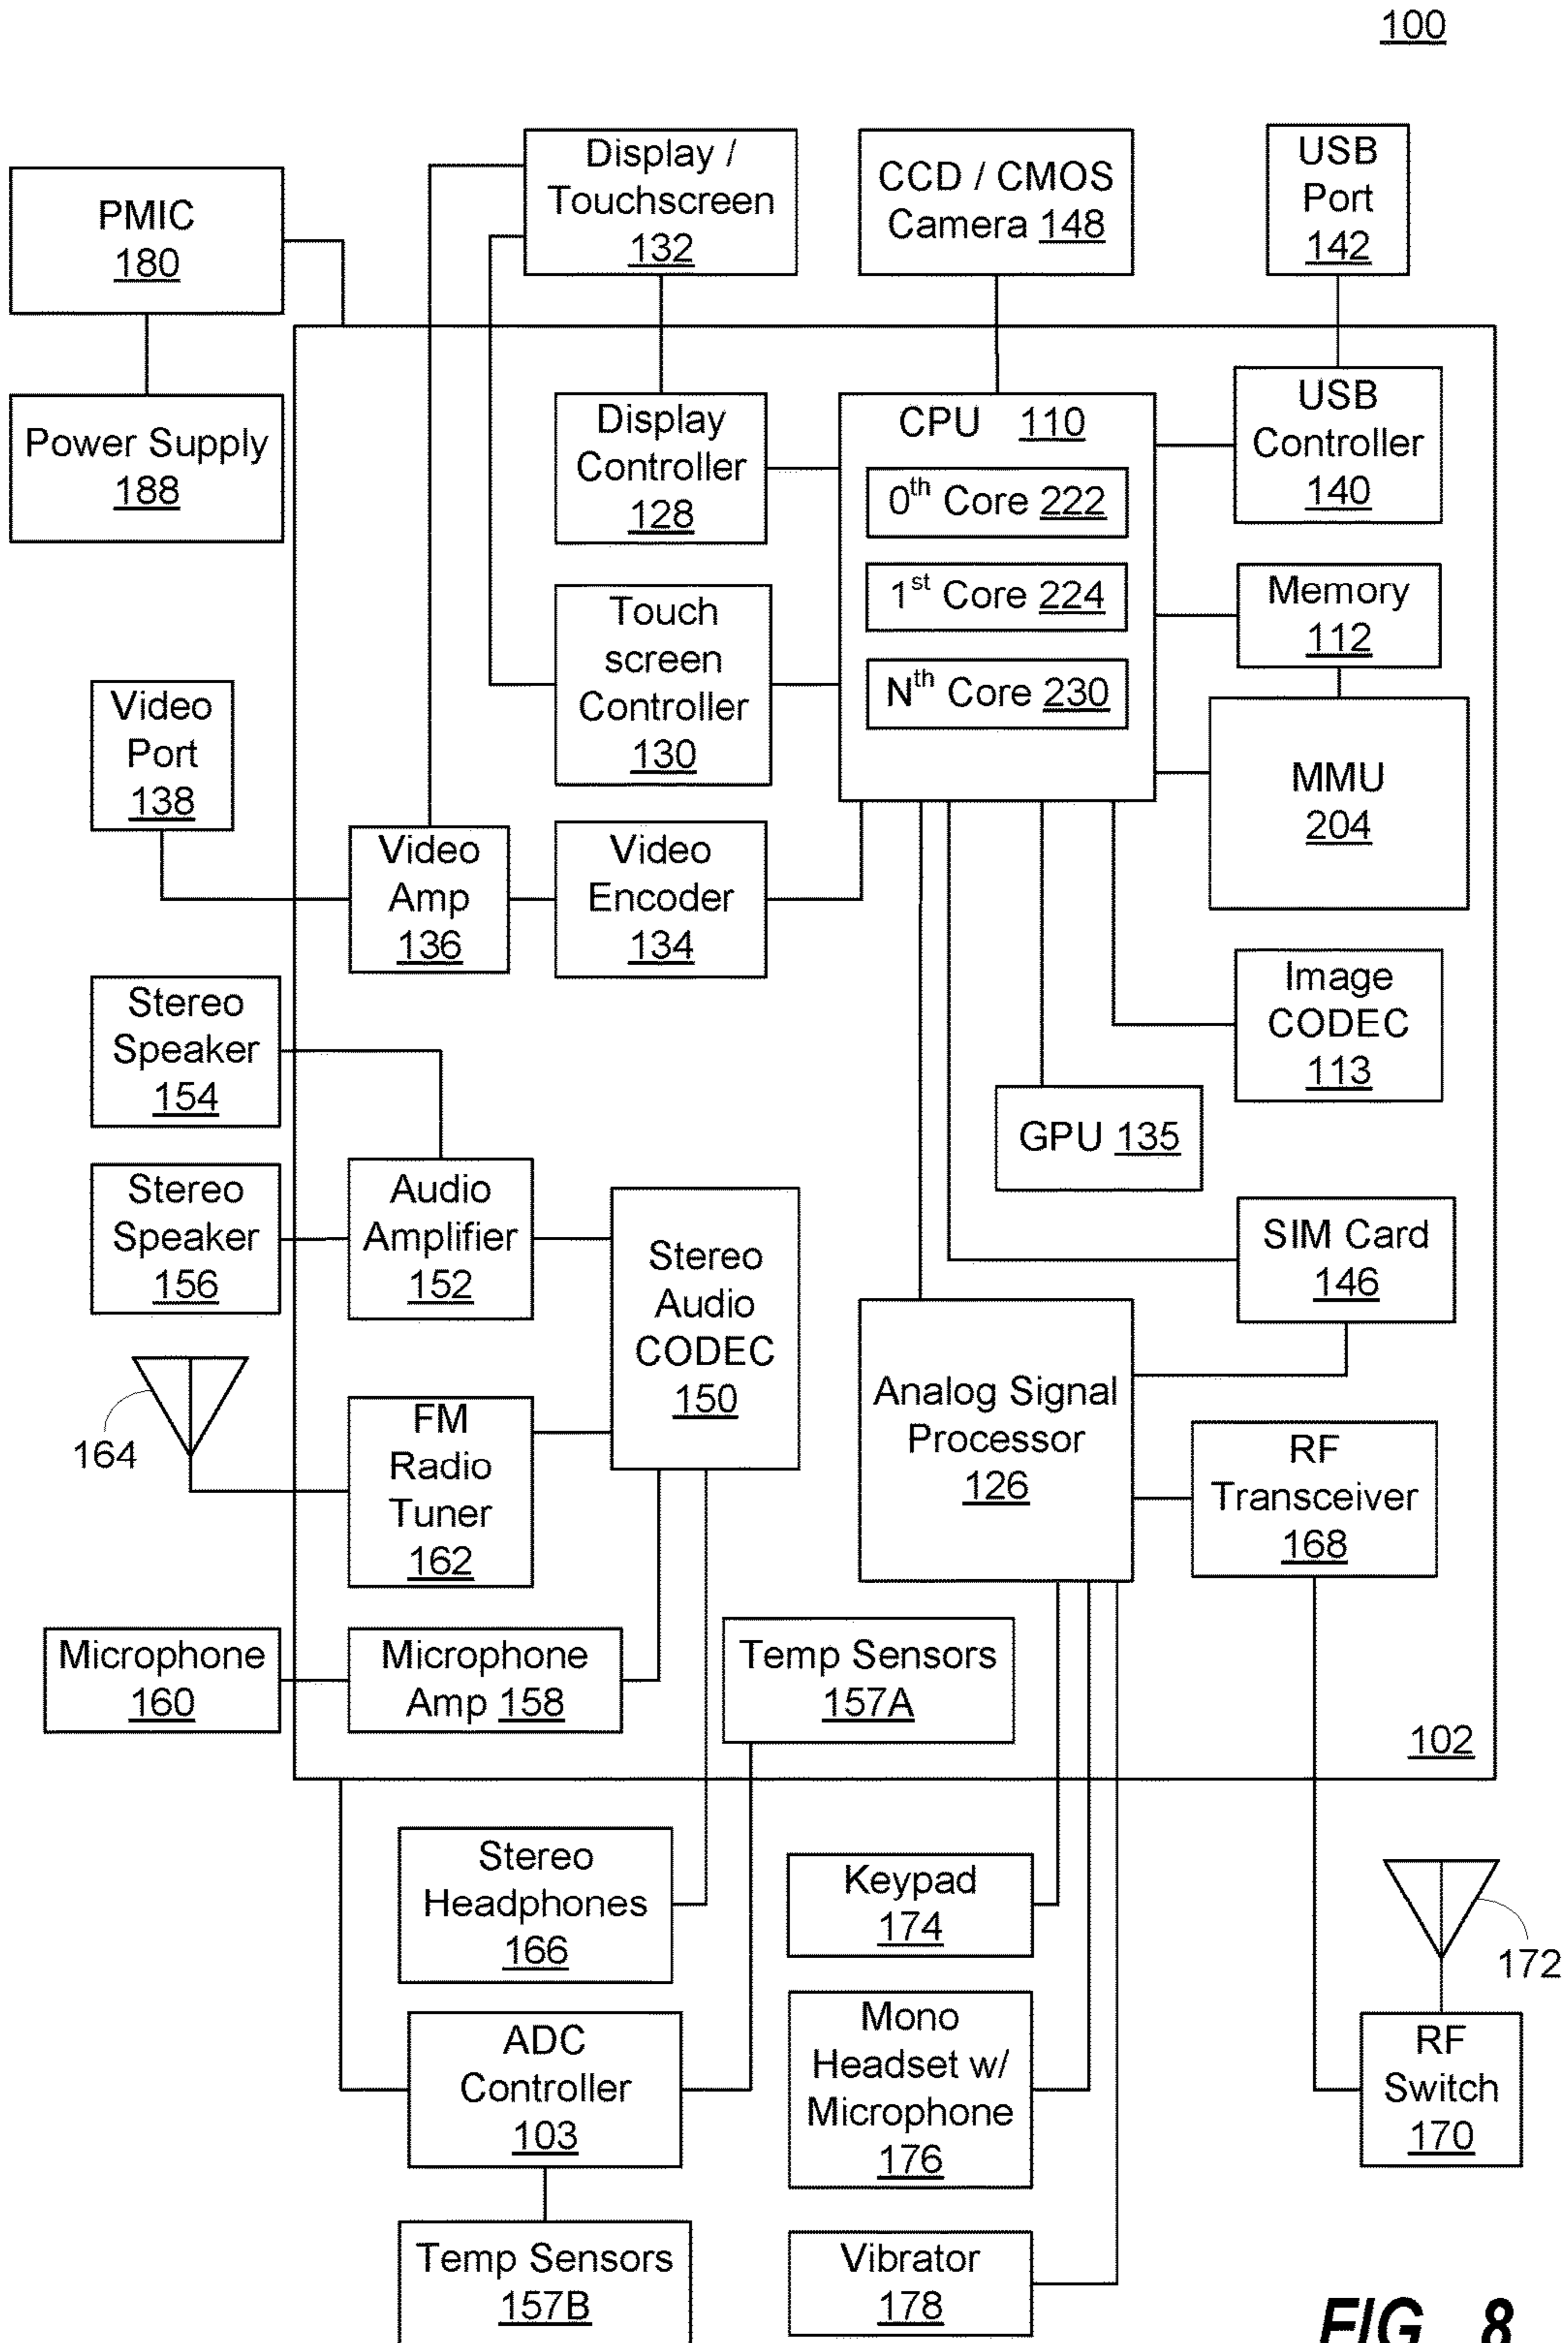 100
PMIC
180
Display /
Touchscreen
132
CCD / CMOS
Camera 148
USB
Port
142
Power Supply
188
Display
Controller
128
CPU 110
0th Core 222
1st Core 224
Nth Core 230
USB
Controller
140
Touch
screen
Controller
130
Memory
112
MMU
204
Video
Port
138
Video
Amp
136
Video
Encoder
134
Image
CODEC
113
Stereo
Speaker
154
GPU 135
Stereo
Speaker
156
Audio
Amplifier
152
Stereo
Audio
CODEC
150
SIM Card
146
Analog Signal
Processor
126
164
FM
Radio
Tuner
162
RF
Transceiver
168
Microphone
160
Microphone
Amp 158
Temp Sensors
157A
102
Stereo
Headphones
166
Keypad
174
172
ADC
Controller
103
Mono
Headset w/
Microphone
176
RF
Switch
170
Temp Sensors
157B
Vibrator
178
FIG. 8